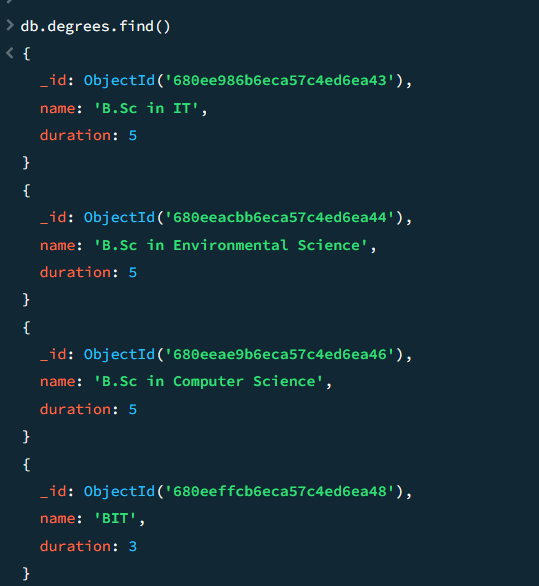 > db.degrees.find()
< {
_id: ObjectId('680ee986b6eca57c4ed6ea43'),
name: 'B.Sc in IT',
duration: 5
}
{
_id: ObjectId('680eeacbb6eca57c4ed6ea44'),
name: 'B.Sc in Environmental Science',
duration: 5
}
{
_id: ObjectId('680eeae9b6eca57c4ed6ea46'),
name: 'B.Sc in Computer Science',
duration: 5
}
{
_id: ObjectId('680eeffcb6eca57c4ed6ea48'),
name: 'BIT',
duration: 3
}